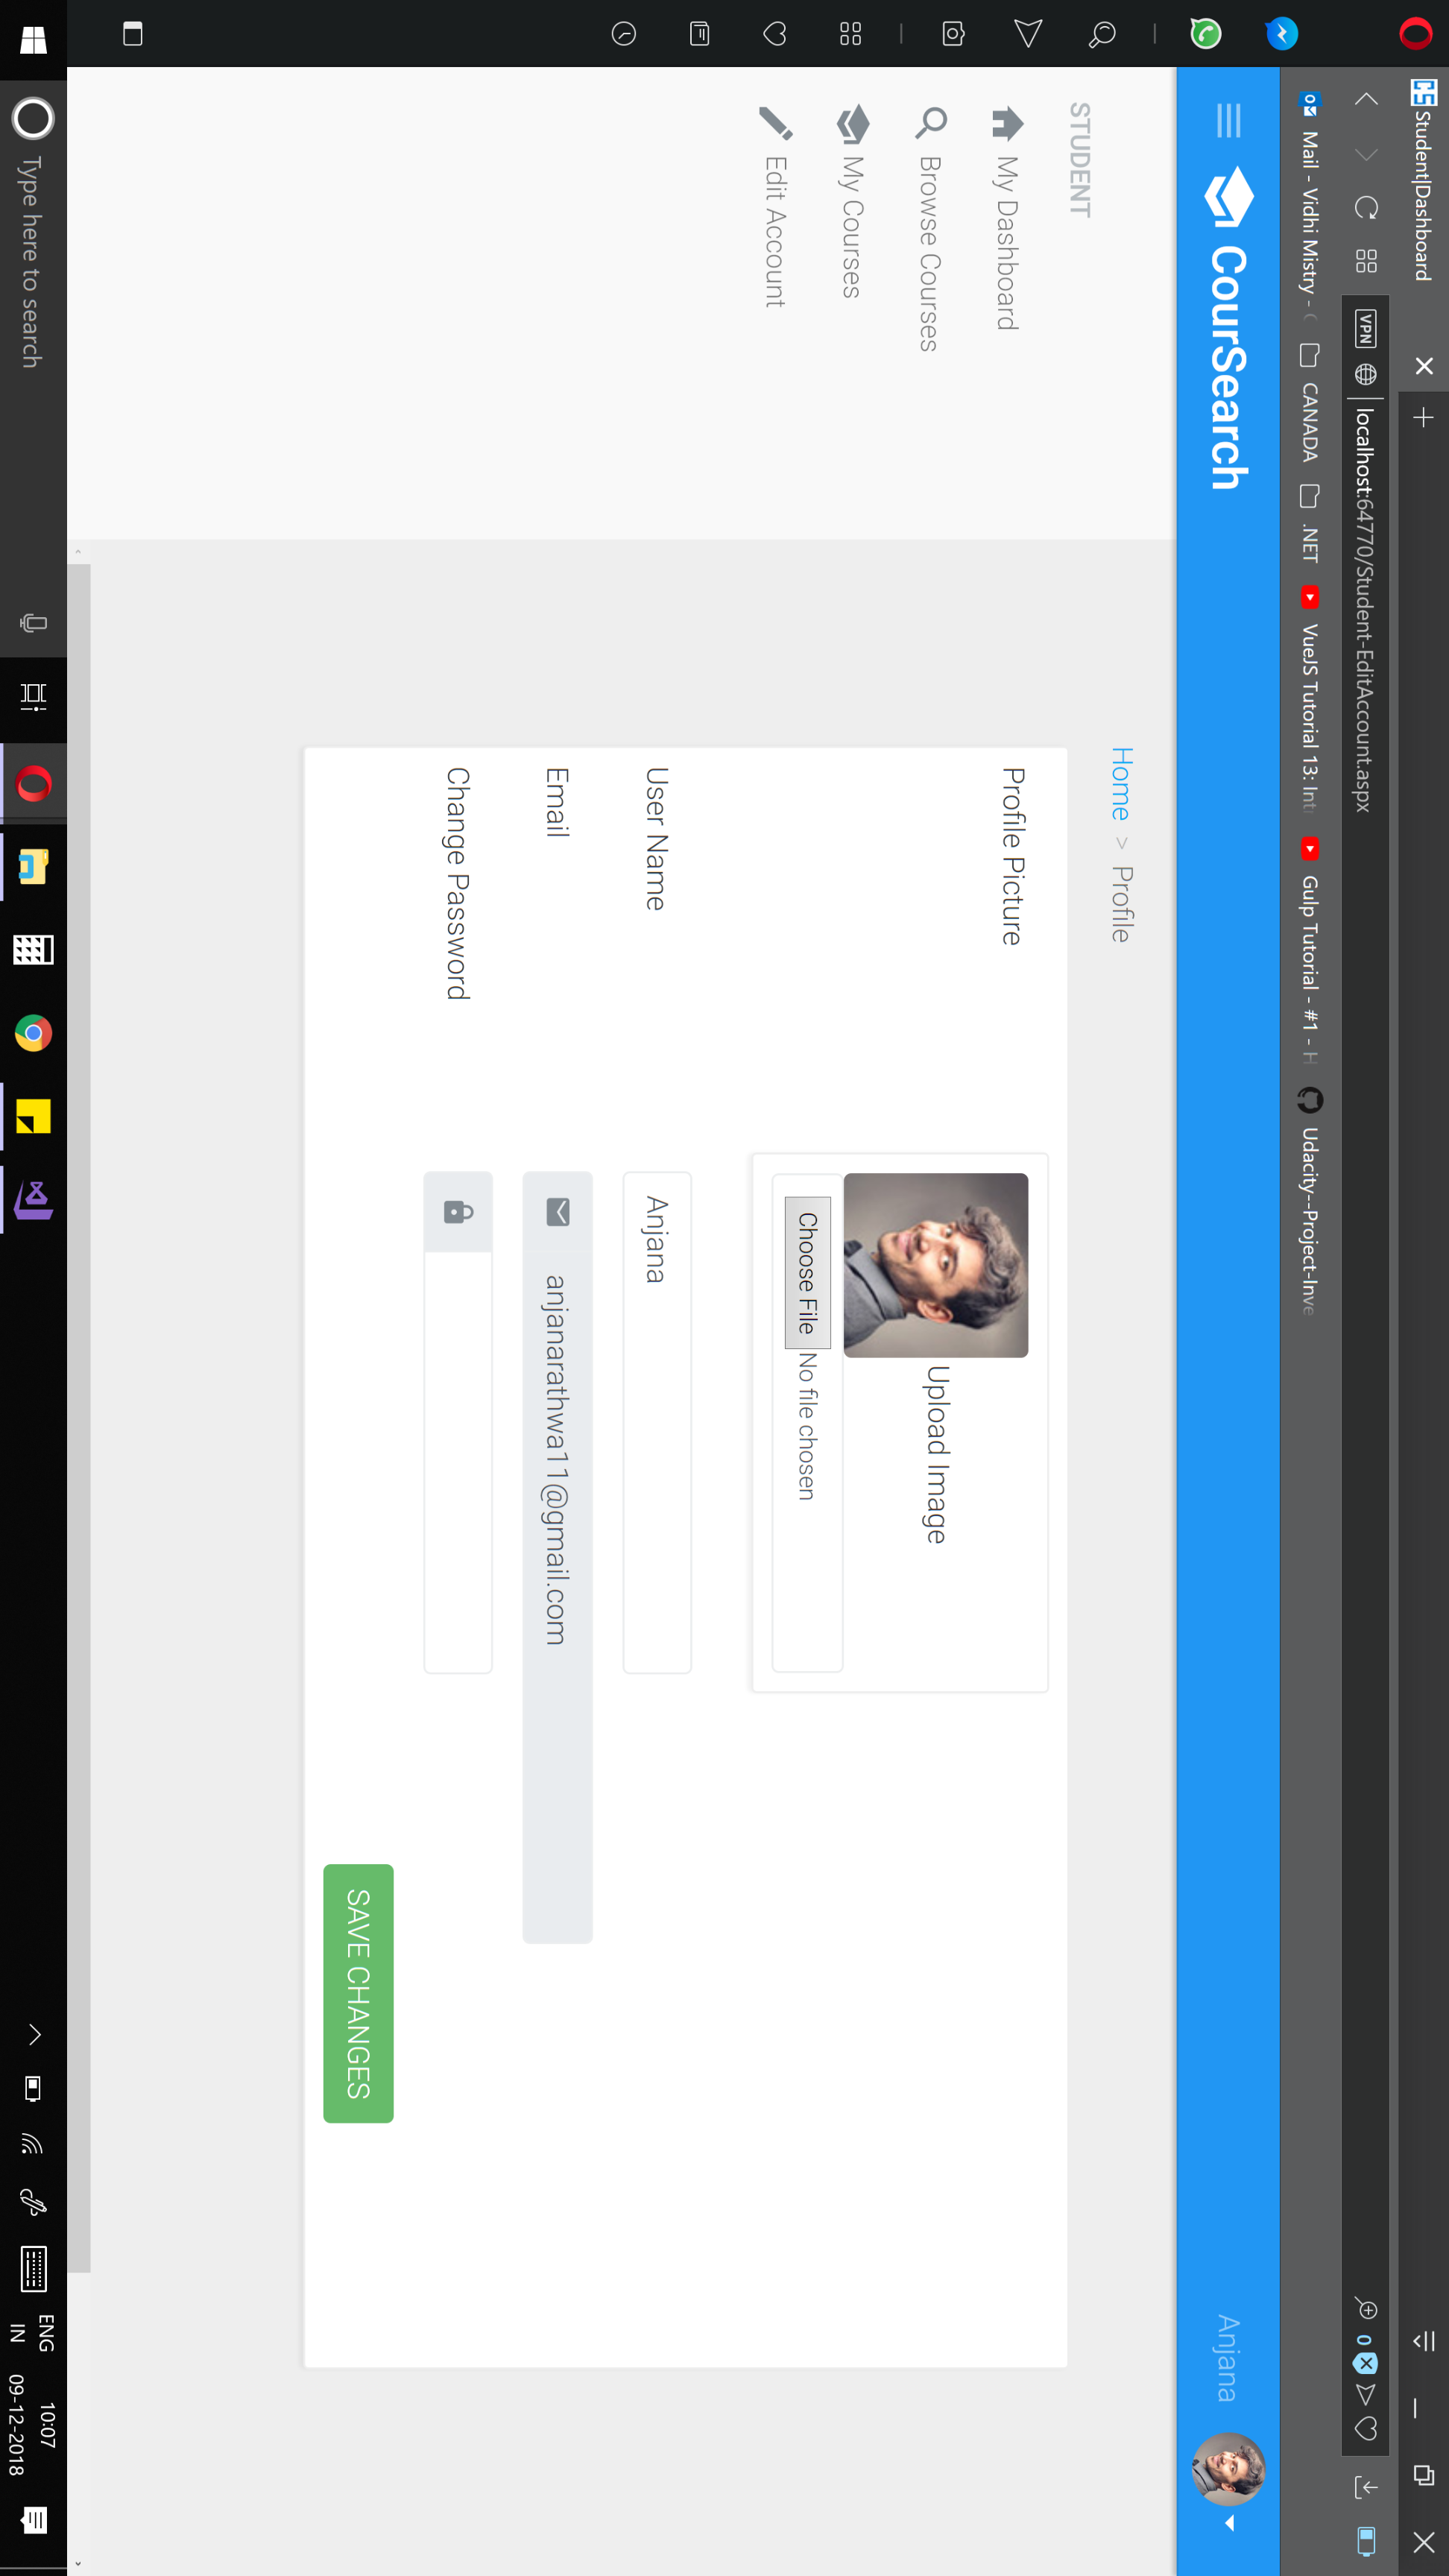 Student|Dashboard
VPN
localhost:64770/Student-EditAccount.aspx
0
Mail - Vidhi Mistry -
CANADA
.NET
VueJS Tutorial 13: Int
Gulp Tutorial - #1 - H
Udacity--Project-Inve
CourSearch
Anjana
STUDENT
My Dashboard
Browse Courses
My Courses
Edit Account
Home > Profile
Profile Picture
Upload Image
Choose File No file chosen
User Name
Anjana
Email
anjanarathwa11@gmail.com
Change Password
SAVE CHANGES
Type here to search
ENG
IN
10:07
09-12-2018